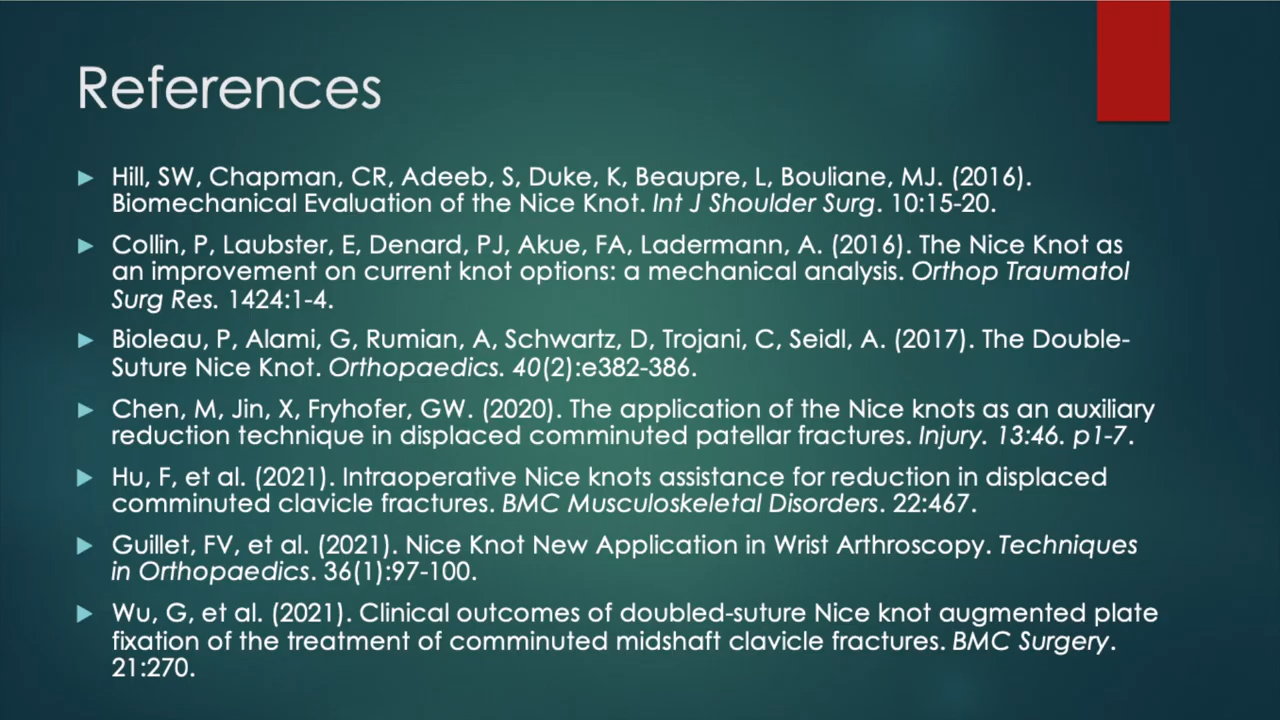 References
Hill, SW, Chapman, CR, Adeeb, S, Duke, K, Beaupre, L, Bouliane, MJ. (2016).
Biomechanical Evaluation of the Nice Knot. Int J Shoulder Surg. 10:15-20.
Collin, P, Laubster, E, Denard, PJ, Akue, FA, Ladermann, A. (2016). The Nice Knot as
an improvement on current knot options: a mechanical analysis. Orthop Traumatol
Surg Res. 1424:1-4.
Bioleau, P, Alami, G, Rumian, A, Schwartz, D, Trojani, C, Seidl, A. (2017). The Double-
Suture Nice Knot. Orthopaedics. 40(2):e382-386.
Chen, M, Jin, X, Fryhofer, GW. (2020). The application of the Nice knots as an auxiliary
reduction technique in displaced comminuted patellar fractures. Injury. 13:46. p1-7.
Hu, F, et al. (2021). Intraoperative Nice knots assistance for reduction in displaced
comminuted clavicle fractures. BMC Musculoskeletal Disorders. 22:467.
Guillet, FV, et al. (2021). Nice Knot New Application in Wrist Arthroscopy. Techniques
in Orthopaedics. 36(1):97-100.
Wu, G, et al. (2021). Clinical outcomes of doubled-suture Nice knot augmented plate
fixation of the treatment of comminuted midshaft clavicle fractures. BMC Surgery.
21:270.